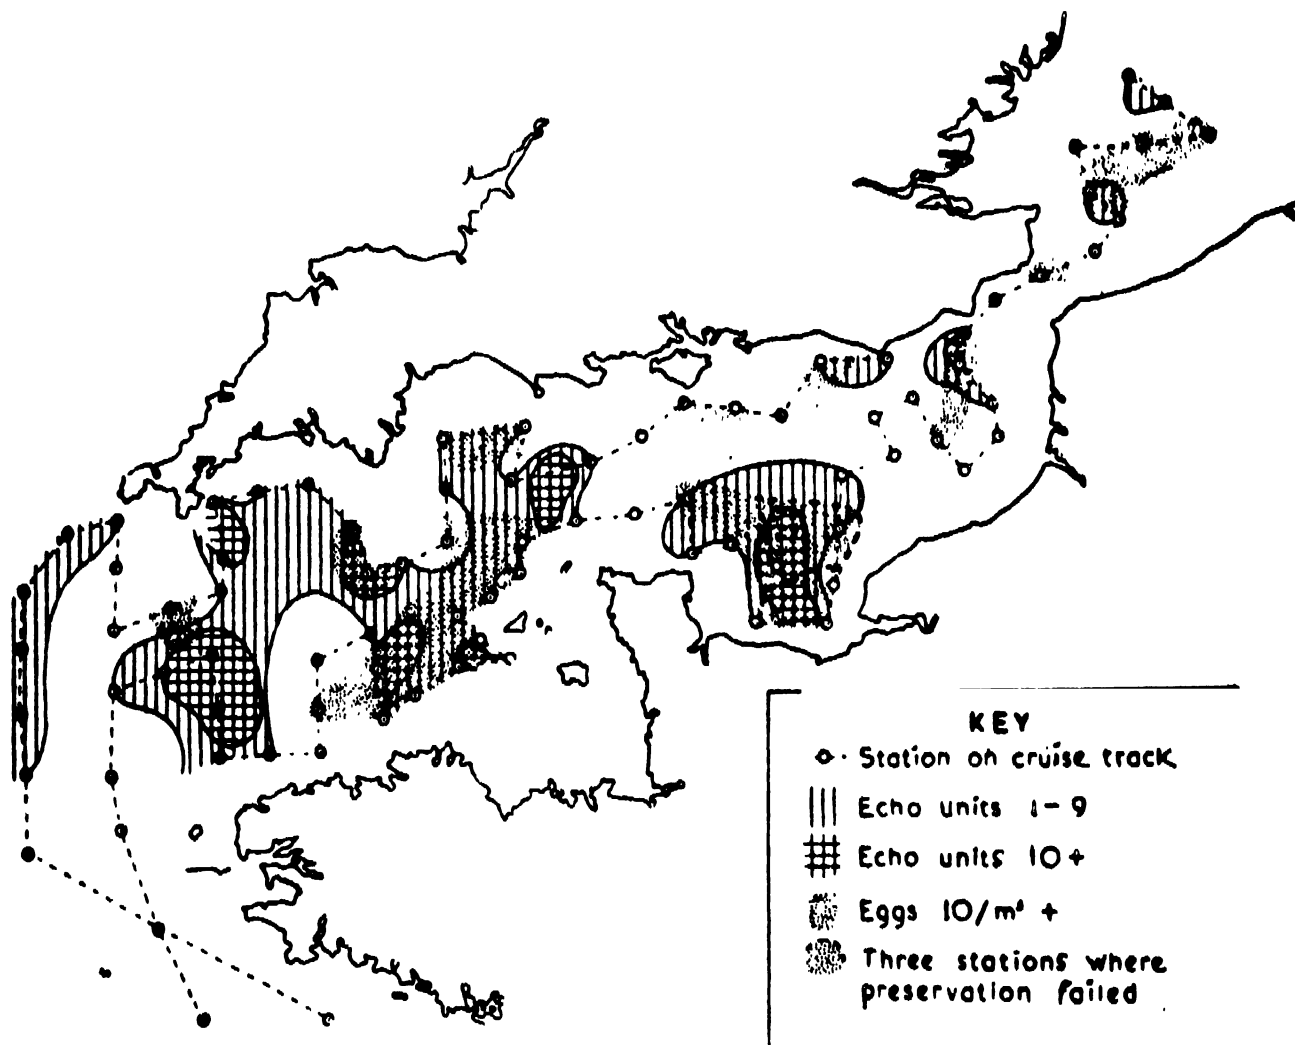 KEY
Station on cruise track
Echo units 1-9
Echo units 10+
Eggs 10/m² +
Three stations where
preservation failed